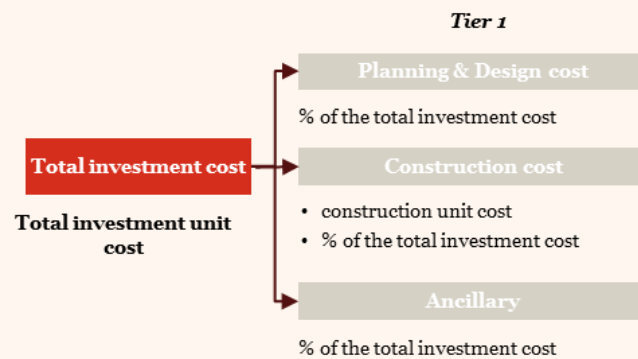 Tier 1
Planning & Design cost
% of the total investment cost
Total investment cost
Total investment unit
cost
Construction cost
• construction unit cost
• % of the total investment cost
Ancillary
% of the total investment cost